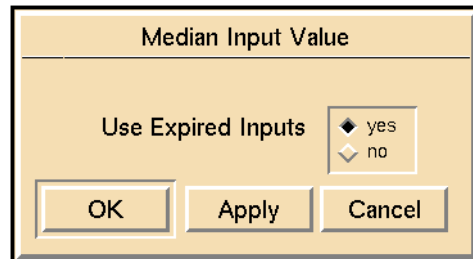 Median Input Value
Use Expired Inputs
yes
no
OK Apply Cancel